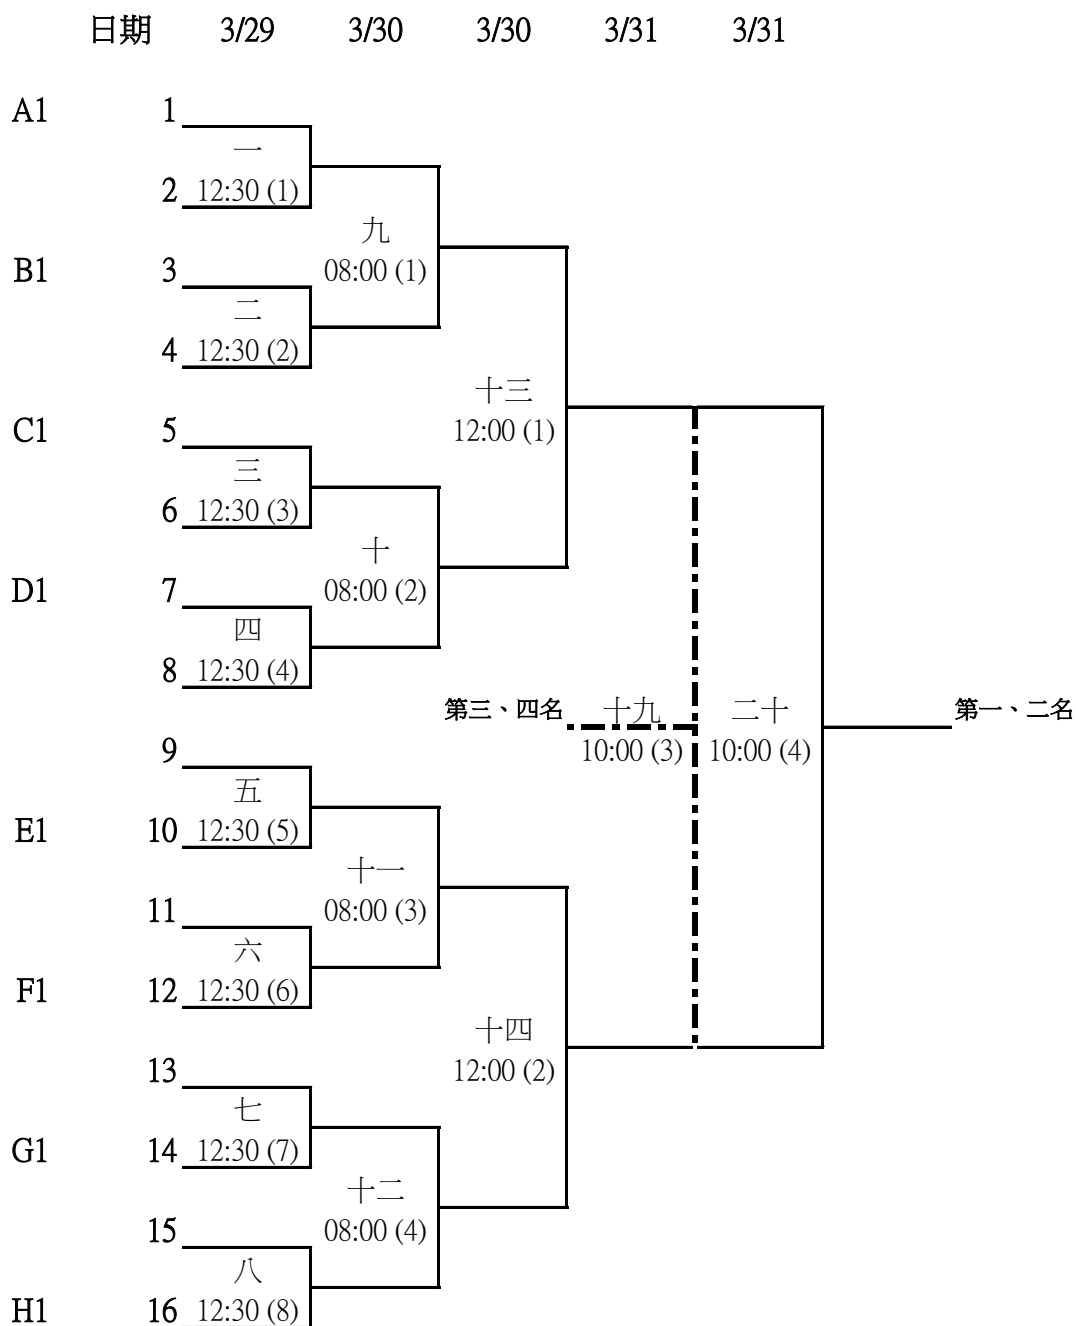 日期 3/29 3/30 3/30 3/31 3/31
A1 1
一
2 12:30 (1)
九
B1 3 08:00 (1)
二
4 12:30 (2)
十三
C1 5 12:00 (1)
三
6 12:30 (3)
十
D1 7 08:00 (2)
四
8 12:30 (4)
第三、四名 十九 二十 第一、二名
9 10:00 (3) 10:00 (4)
五
E1 10 12:30 (5)
十一
11 08:00 (3)
六
F1 12 12:30 (6)
十四
13 12:00 (2)
七
G1 14 12:30 (7)
十二
15 08:00 (4)
八
H1 16 12:30 (8)